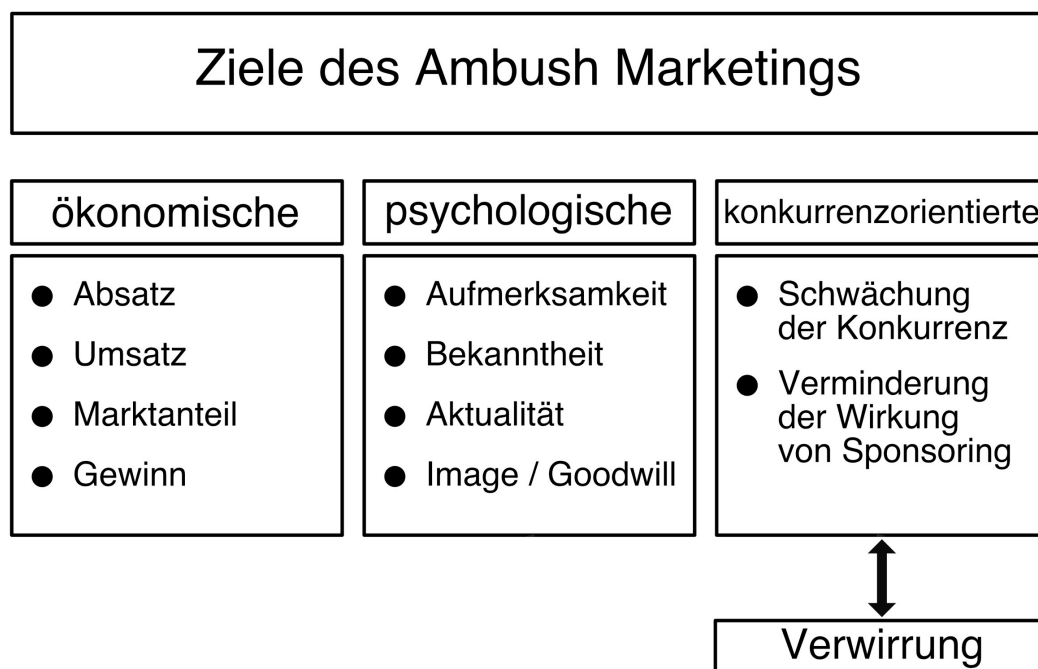 Ziele des Ambush Marketings
ökonomische
● Absatz
● Umsatz
● Marktanteil
● Gewinn
psychologische
● Aufmerksamkeit
● Bekanntheit
● Aktualität
● Image / Goodwill
konkurrenzorientierte
● Schwächung
der Konkurrenz
● Verminderung
der Wirkung
von Sponsoring
Verwirrung